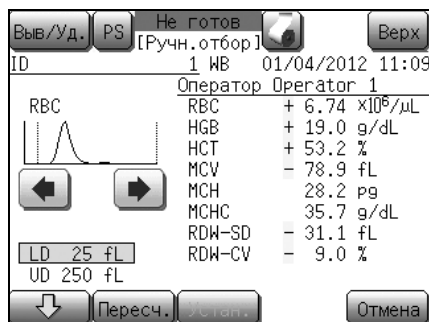 Выв/Уд. PS Не готов Верх
[Ручн.отбор]
ID 1 WB 01/04/2012 11:09
Оператор Operator 1
RBC
RBC + 6.74 ×10⁶/µL
HGB + 19.0 g/dL
HCT + 53.2 %
MCV - 78.9 fL
MCH 28.2 pg
MCHC 35.7 g/dL
RDW-SD - 31.1 fL
RDW-CV - 9.0 %
LD 25 fL
UD 250 fL
Пересч. Устан. Отмена